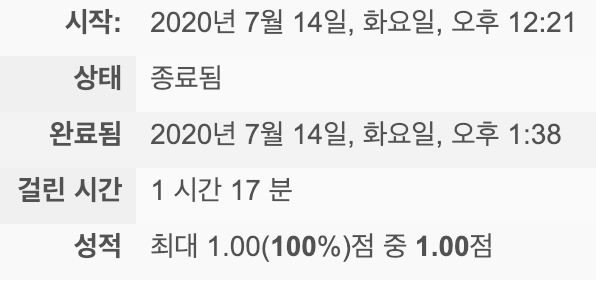 시작: 2020년 7월 14일, 화요일, 오후 12:21
상태 종료됨
완료됨 2020년 7월 14일, 화요일, 오후 1:38
걸린 시간 1 시간 17 분
성적 최대 1.00(100%)점 중 1.00점